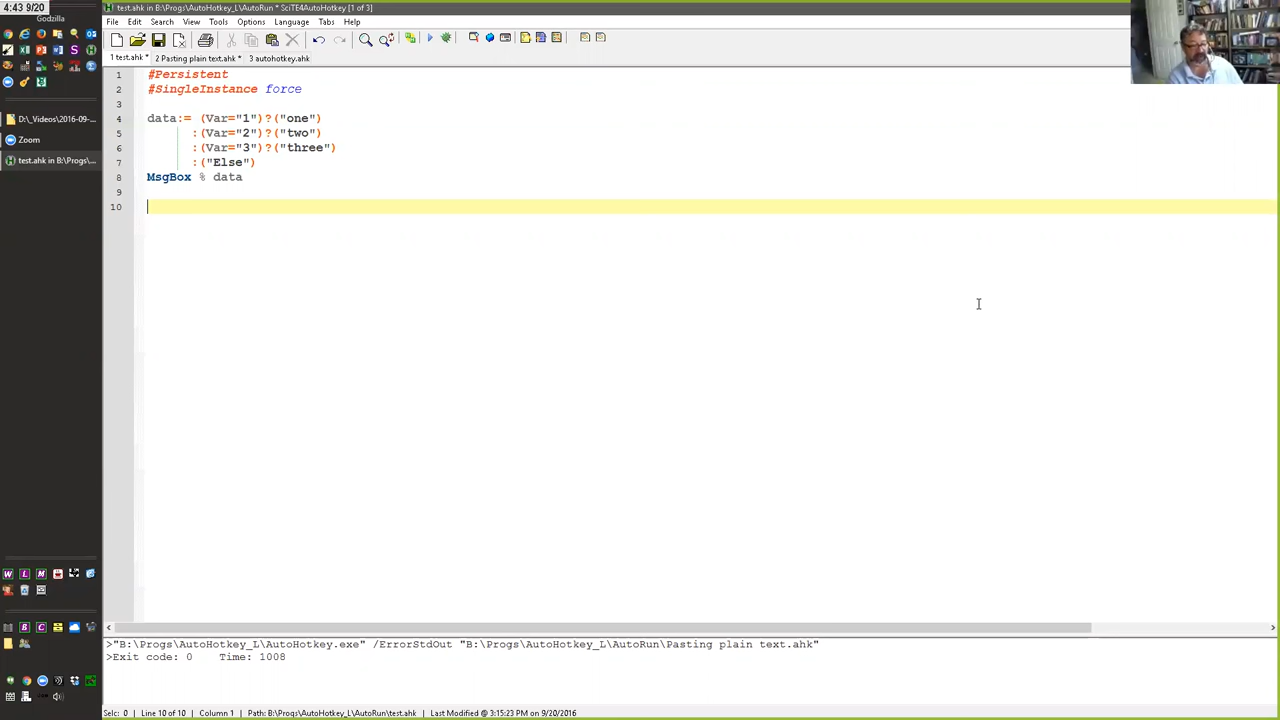 4:43 9/20
Godzilla
test.ahk in B:\Progs\AutoHotkey_L\AutoRun * SciTE4AutoHotkey [1 of 3]
File Edit Search View Tools Options Language Tabs Help
1 test.ahk * 2 Pasting plain text.ahk * 3 autohotkey.ahk
1 #Persistent
2 #SingleInstance force
3
4 data:= (Var="1")?("one")
5 :(Var="2")?("two")
6 :(Var="3")?("three")
7 :("Else")
8 MsgBox % data
9
10
D:\_Videos\2016-09-...
Zoom
test.ahk in B:\Progs\...
>"B:\Progs\AutoHotkey_L\AutoHotkey.exe" /ErrorStdOut "B:\Progs\AutoHotkey_L\AutoRun\Pasting plain text.ahk"
>Exit code: 0 Time: 1008
Selc: 0 Line 10 of 10 Column 1 Path: B:\Progs\AutoHotkey_L\AutoRun\test.ahk Last Modified @ 3:15:23 PM on 9/20/2016